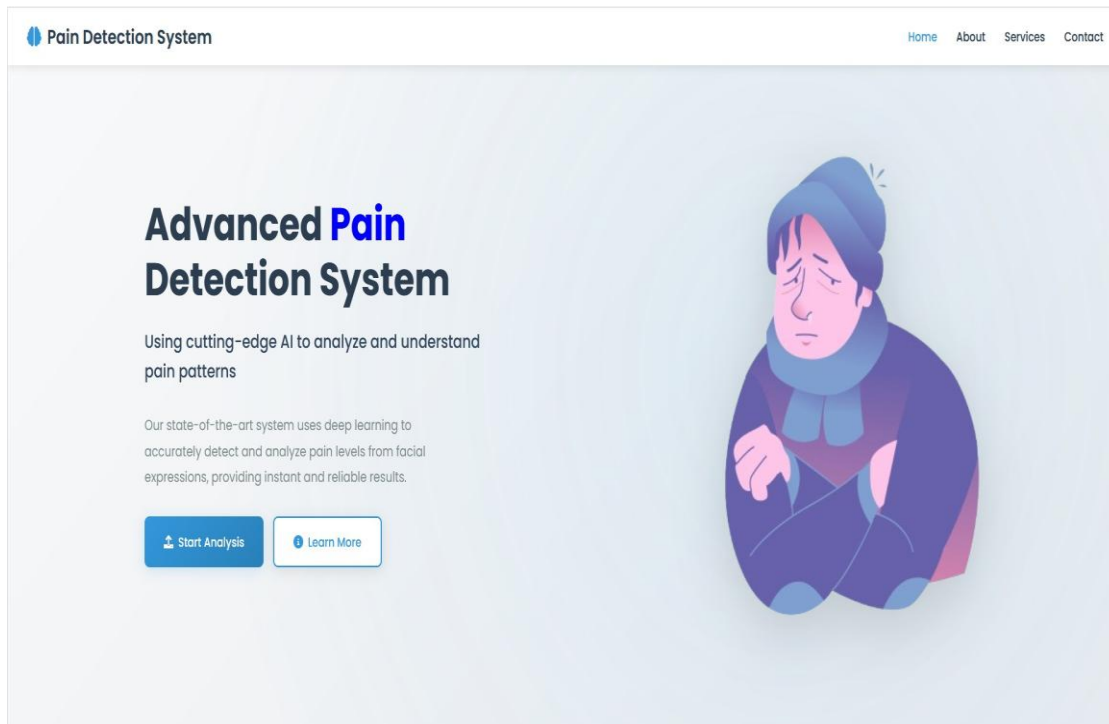 Pain Detection System
Home About Services Contact
Advanced Pain
Detection System
Using cutting-edge AI to analyze and understand
pain patterns
Our state-of-the-art system uses deep learning to
accurately detect and analyze pain levels from facial
expressions, providing instant and reliable results.
Start Analysis Learn More